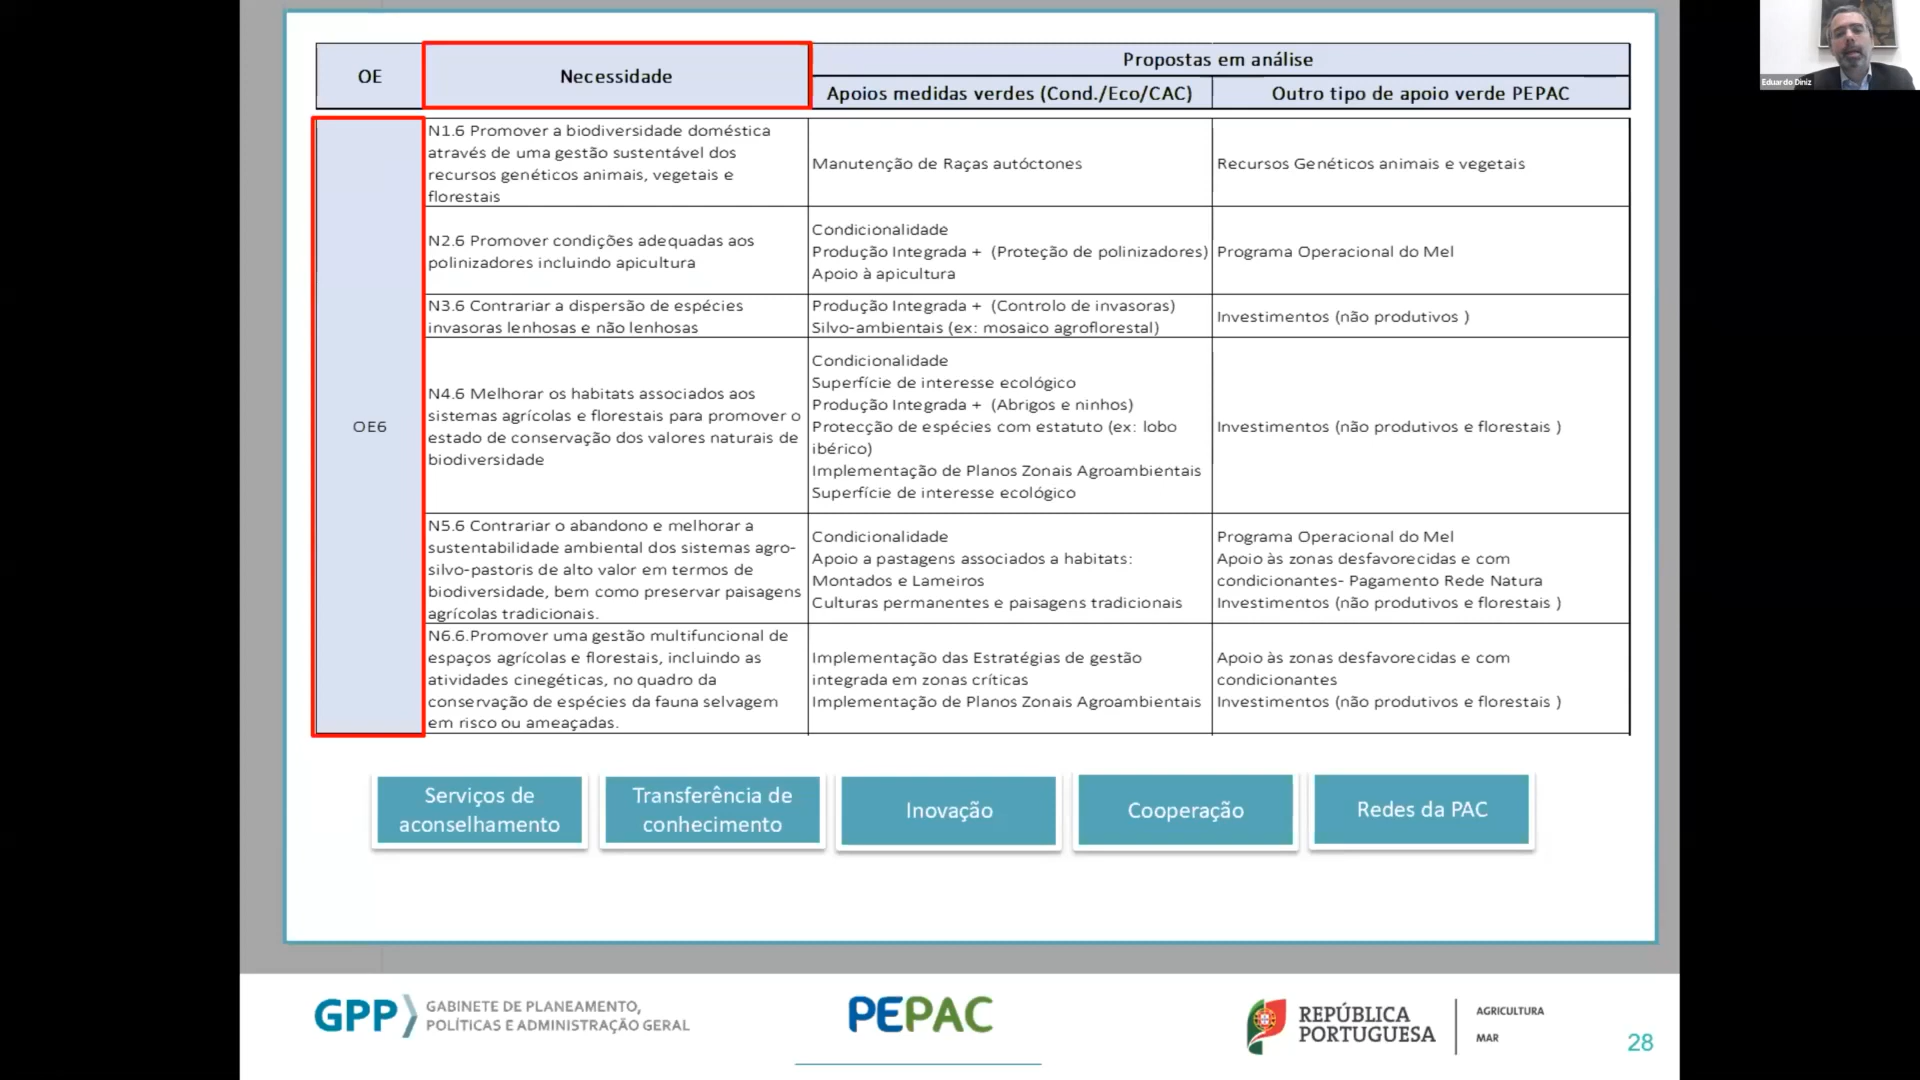 Eduardo Diniz
OE
Necessidade
Propostas em análise
Apoios medidas verdes (Cond./Eco/CAC)
Outro tipo de apoio verde PEPAC
OE6
N1.6 Promover a biodiversidade doméstica
através de uma gestão sustentável dos
recursos genéticos animais, vegetais e
florestais
Manutenção de Raças autóctones
Recursos Genéticos animais e vegetais
N2.6 Promover condições adequadas aos
polinizadores incluindo apicultura
Condicionalidade
Produção Integrada + (Proteção de polinizadores)
Apoio à apicultura
Programa Operacional do Mel
N3.6 Contrariar a dispersão de espécies
invasoras lenhosas e não lenhosas
Produção Integrada + (Controlo de invasoras)
Silvo-ambientais (ex: mosaico agroflorestal)
Investimentos (não produtivos )
N4.6 Melhorar os habitats associados aos
sistemas agrícolas e florestais para promover o
estado de conservação dos valores naturais de
biodiversidade
Condicionalidade
Superfície de interesse ecológico
Produção Integrada + (Abrigos e ninhos)
Protecção de espécies com estatuto (ex: lobo
ibérico)
Implementação de Planos Zonais Agroambientais
Superfície de interesse ecológico
Investimentos (não produtivos e florestais )
N5.6 Contrariar o abandono e melhorar a
sustentabilidade ambiental dos sistemas agro-
silvo-pastoris de alto valor em termos de
biodiversidade, bem como preservar paisagens
agrícolas tradicionais.
Condicionalidade
Apoio a pastagens associados a habitats:
Montados e Lameiros
Culturas permanentes e paisagens tradicionais
Programa Operacional do Mel
Apoio às zonas desfavorecidas e com
condicionantes- Pagamento Rede Natura
Investimentos (não produtivos e florestais )
N6.6.Promover uma gestão multifuncional de
espaços agrícolas e florestais, incluindo as
atividades cinegéticas, no quadro da
conservação de espécies da fauna selvagem
em risco ou ameaçadas.
Implementação das Estratégias de gestão
integrada em zonas críticas
Implementação de Planos Zonais Agroambientais
Apoio às zonas desfavorecidas e com
condicionantes
Investimentos (não produtivos e florestais )
Serviços de
aconselhamento
Transferência de
conhecimento
Inovação
Cooperação
Redes da PAC
GPP
GABINETE DE PLANEAMENTO,
POLÍTICAS E ADMINISTRAÇÃO GERAL
PEPAC
REPÚBLICA
PORTUGUESA
AGRICULTURA
MAR
28